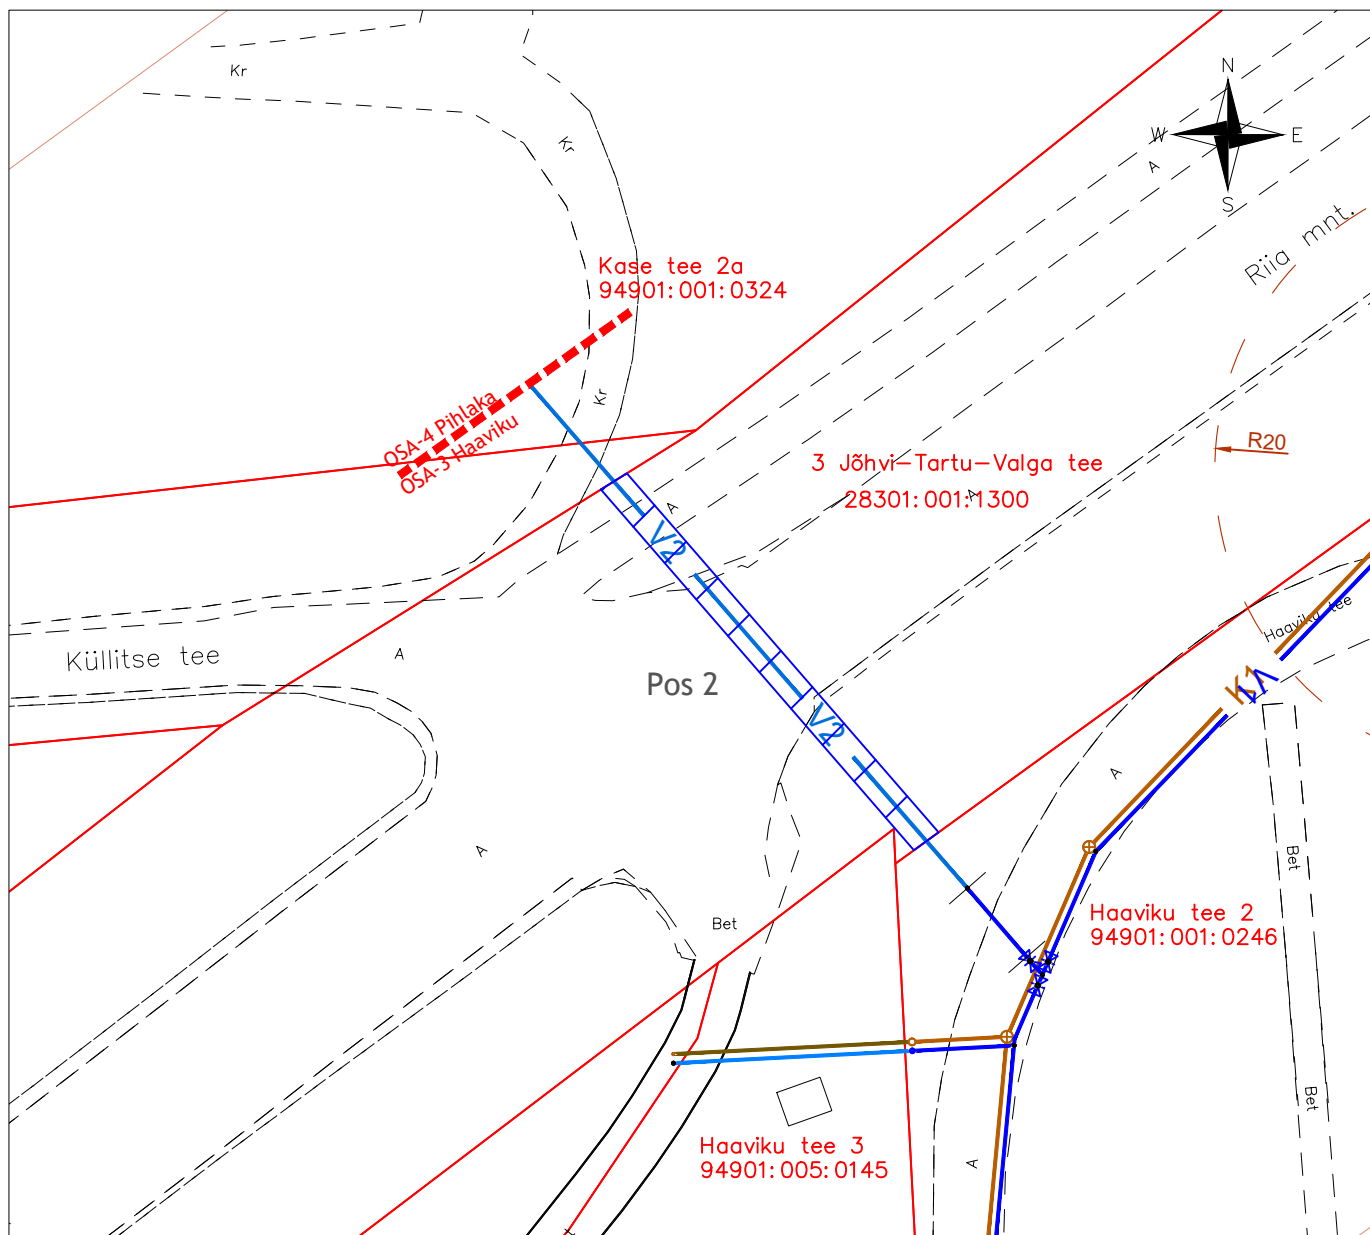 Kr
N
W
E
S
Kr
A
Riia mnt.
Kase tee 2a
94901:001:0324
Kr
OSA-4 Pihlaka
OSA-3 Haaviku
R20
3 Jõhvi-Tartu-Valga tee
28301:001:1300
A
A
V2
Haaviku tee
Küllitse tee
A
Pos 2
K1
V1
V2
A
A
Bet
Bet
Haaviku tee 2
94901:001:0246
Bet
Haaviku tee 3
94901:005:0145
A